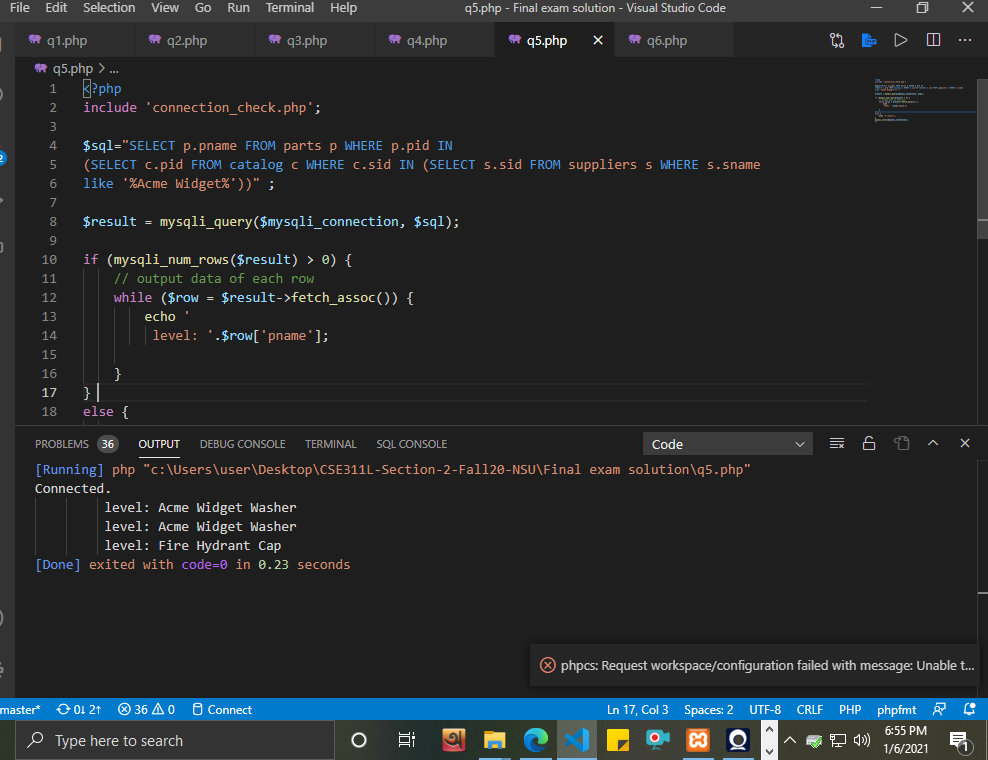 File Edit Selection View Go Run Terminal Help q5.php - Final exam solution - Visual Studio Code
q1.php q2.php q3.php q4.php q5.php q6.php
q5.php > ...
1 <?php
2 include 'connection_check.php';
3
4 $sql="SELECT p.pname FROM parts p WHERE p.pid IN
5 (SELECT c.pid FROM catalog c WHERE c.sid IN (SELECT s.sid FROM suppliers s WHERE s.sname
6 like '%Acme Widget%'))" ;
7
8 $result = mysqli_query($mysqli_connection, $sql);
9
10 if (mysqli_num_rows($result) > 0) {
11 // output data of each row
12 while ($row = $result->fetch_assoc()) {
13 echo '
14 level: '.$row['pname'];
15
16 }
17 }
18 else {
PROBLEMS 36 OUTPUT DEBUG CONSOLE TERMINAL SQL CONSOLE Code
[Running] php "c:\Users\user\Desktop\CSE311L-Section-2-Fall20-NSU\Final exam solution\q5.php"
Connected.
level: Acme Widget Washer
level: Acme Widget Washer
level: Fire Hydrant Cap
[Done] exited with code=0 in 0.23 seconds
phpcs: Request workspace/configuration failed with message: Unable t...
master* 0↓ 2↑ 36 0 Connect Ln 17, Col 3 Spaces: 2 UTF-8 CRLF PHP phpfmt
Type here to search
6:55 PM
1/6/2021
1